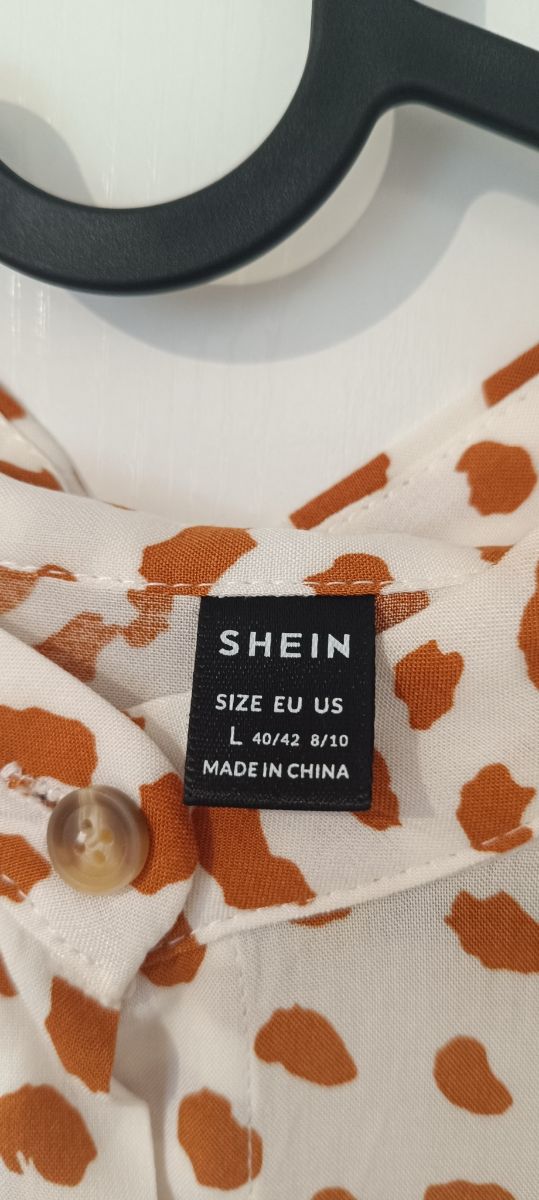 SHEIN
SIZE EU US
L 40/42 8/10
MADE IN CHINA